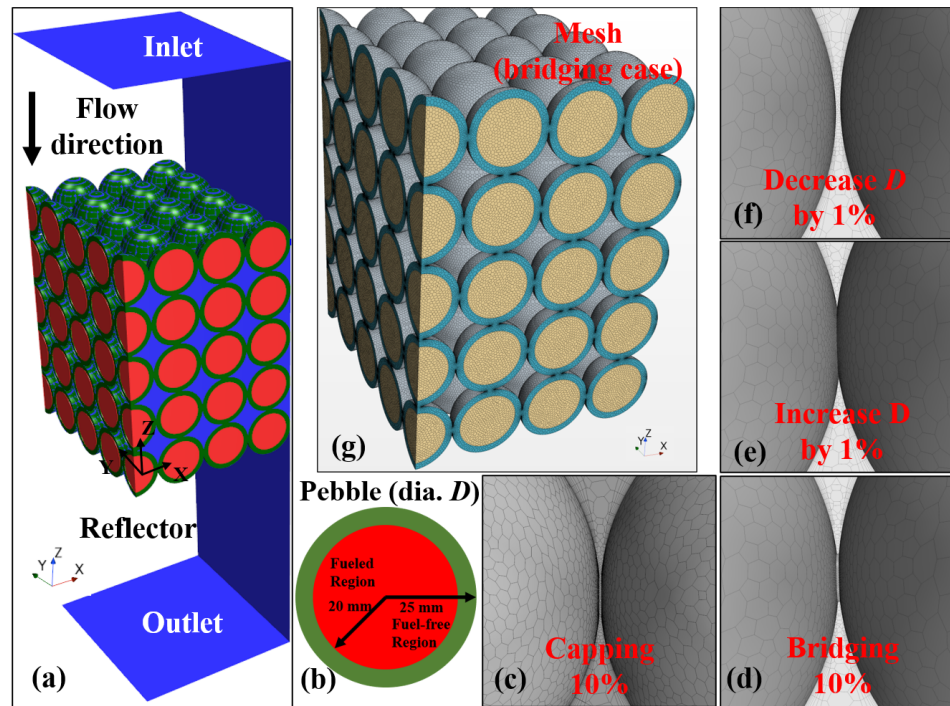 Inlet
Flow
direction
Z
Y
X
Reflector
Z
Y
X
Outlet
(a)
Mesh
(bridging case)
(g)
Z
Y
X
Pebble (dia. D)
Fueled
Region
20 mm
25 mm
Fuel-free
Region
(b)
Capping
10%
(c)
Decrease D
by 1%
(f)
Increase D
by 1%
(e)
Bridging
10%
(d)